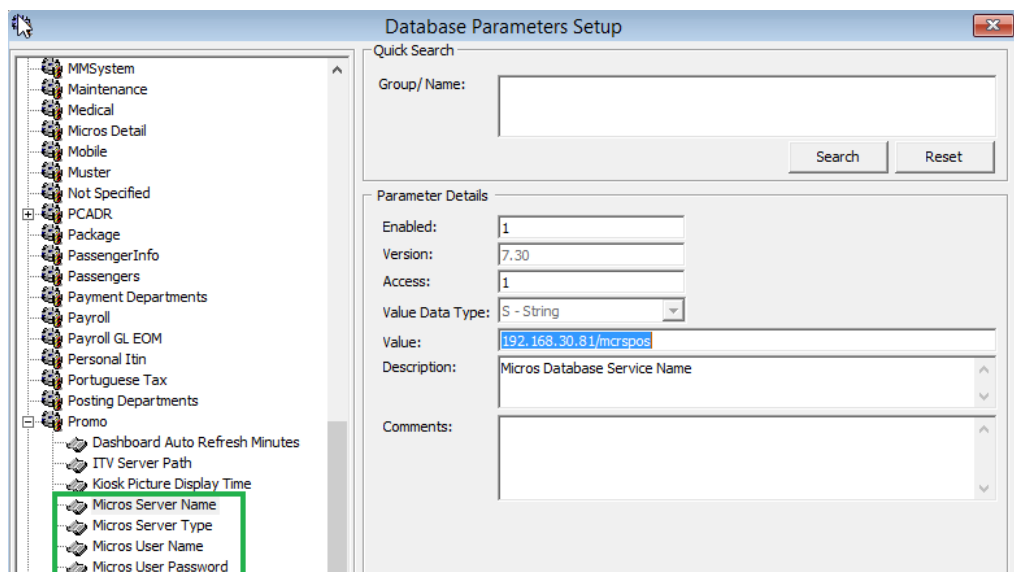 Database Parameters Setup
MMSystem
Maintenance
Medical
Micros Detail
Mobile
Muster
Not Specified
PCADR
Package
PassengerInfo
Passengers
Payment Departments
Payroll
Payroll GL EOM
Personal Itin
Portuguese Tax
Posting Departments
Promo
Dashboard Auto Refresh Minutes
ITV Server Path
Kiosk Picture Display Time
Micros Server Name
Micros Server Type
Micros User Name
Micros User Password
Quick Search
Group/ Name:
Search Reset
Parameter Details
Enabled: 1
Version: 7.30
Access: 1
Value Data Type: S - String
Value: 192.168.30.81/mcrspos
Description: Micros Database Service Name
Comments: